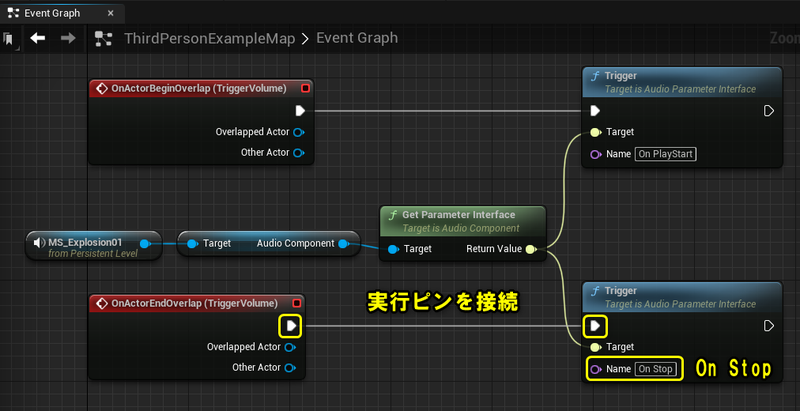 Event Graph
ThirdPersonExampleMap > Event Graph
Zoom
OnActorBeginOverlap (TriggerVolume)
Overlapped Actor
Other Actor
Trigger
Target is Audio Parameter Interface
Target
Name On PlayStart
MS_Explosion01
from Persistent Level
Target Audio Component
Get Parameter Interface
Target is Audio Component
Target Return Value
OnActorEndOverlap (TriggerVolume)
Overlapped Actor
Other Actor
実行ピンを接続
Trigger
Target is Audio Parameter Interface
Target
Name On Stop
On Stop